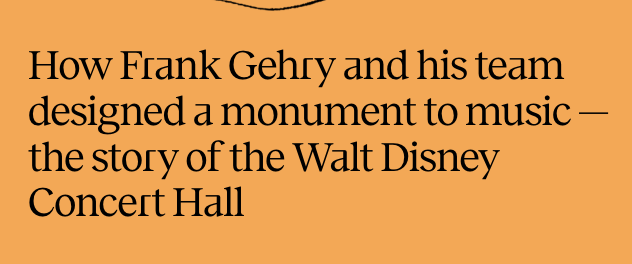 How Frank Gehry and his team
designed a monument to music —
the story of the Walt Disney
Concert Hall